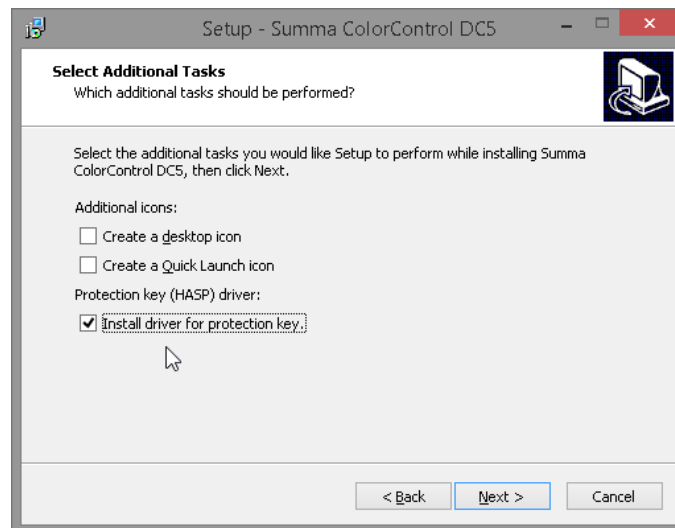 Setup - Summa ColorControl DC5
Select Additional Tasks
Which additional tasks should be performed?
Select the additional tasks you would like Setup to perform while installing Summa
ColorControl DC5, then click Next.
Additional icons:
Create a desktop icon
Create a Quick Launch icon
Protection key (HASP) driver:
Install driver for protection key.
< Back
Next >
Cancel